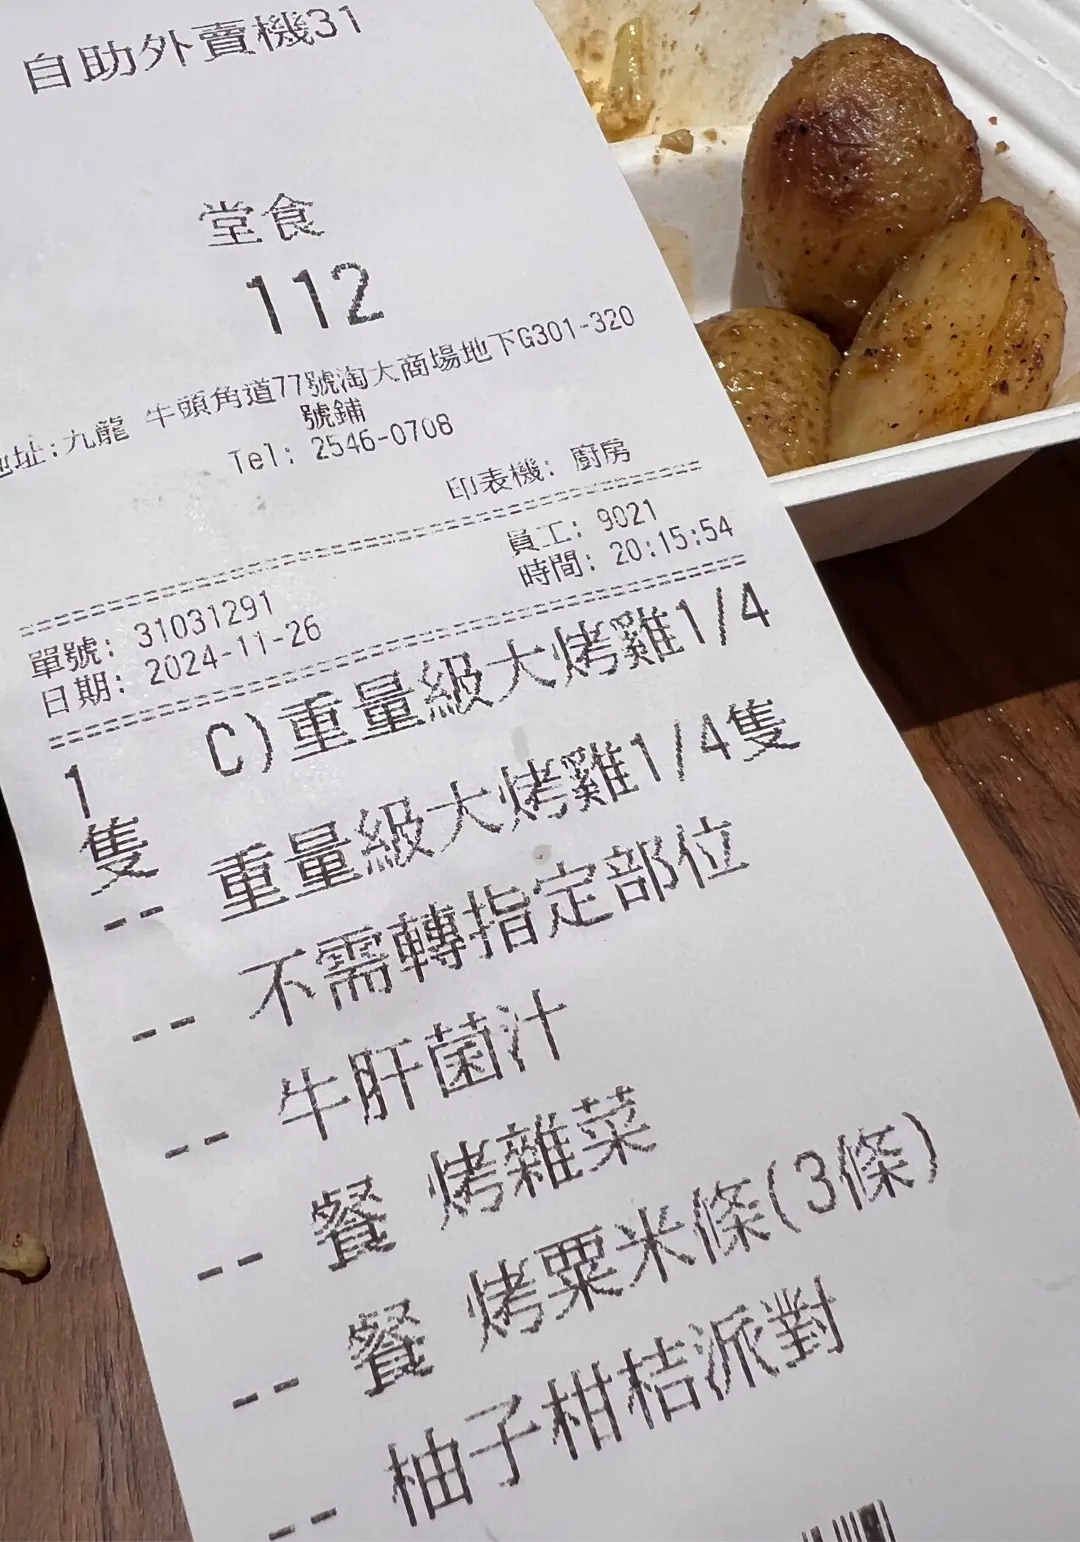 自助外賣機31
堂食
112
地址:九龍 牛頭角道77號淘大商場地下G301-320
號鋪
Tel: 2546-0708
印表機: 廚房
員工: 9021
單號: 31031291
時間: 20:15:54
日期: 2024-11-26
1 C)重量級大烤雞1/4
隻
-- 重量級大烤雞1/4隻
-- 不需轉指定部位
-- 牛肝菌汁
-- 餐 烤雜菜
-- 餐 烤粟米條(3條)
-- 柚子柑桔派對